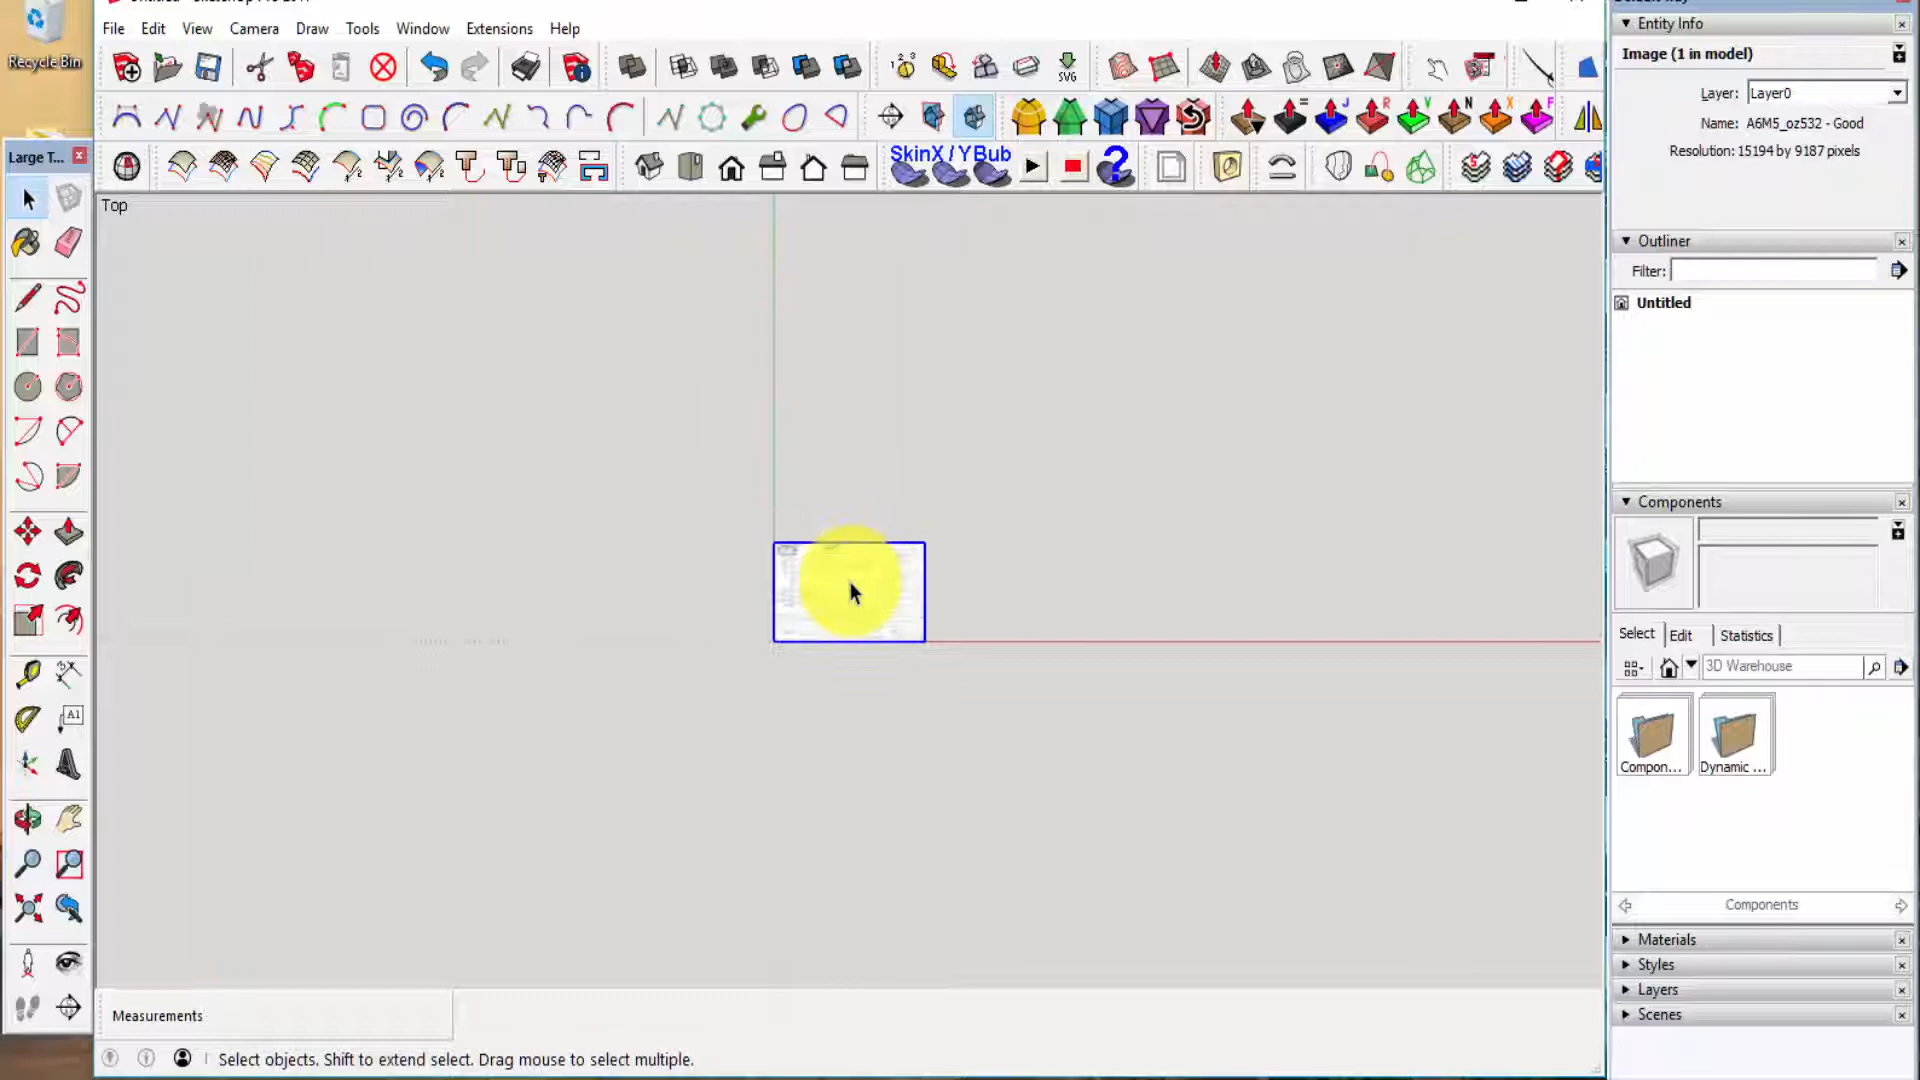 Recycle Bin
File Edit View Camera Draw Tools Window Extensions Help
SVG
= J R V N X F
Large T...
SkinX / YBub
Top
A1
Measurements
Select objects. Shift to extend select. Drag mouse to select multiple.
Entity Info
Image (1 in model)
Layer: Layer0
Name: A6M5_oz532 - Good
Resolution: 15194 by 9187 pixels
Outliner
Filter:
Untitled
Components
Select Edit Statistics
3D Warehouse
Compon... Dynamic ...
Components
Materials
Styles
Layers
Scenes